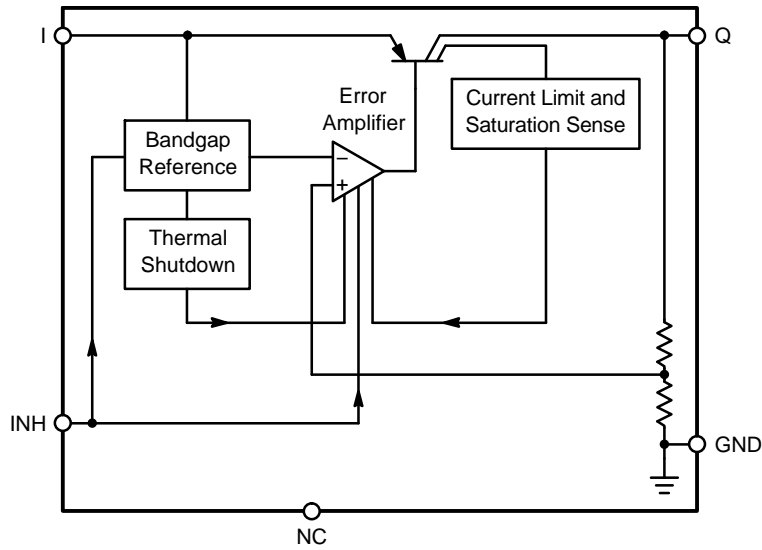 I
Q
Error
Amplifier
Current Limit and
Saturation Sense
Bandgap
Reference
−
+
Thermal
Shutdown
INH
GND
NC